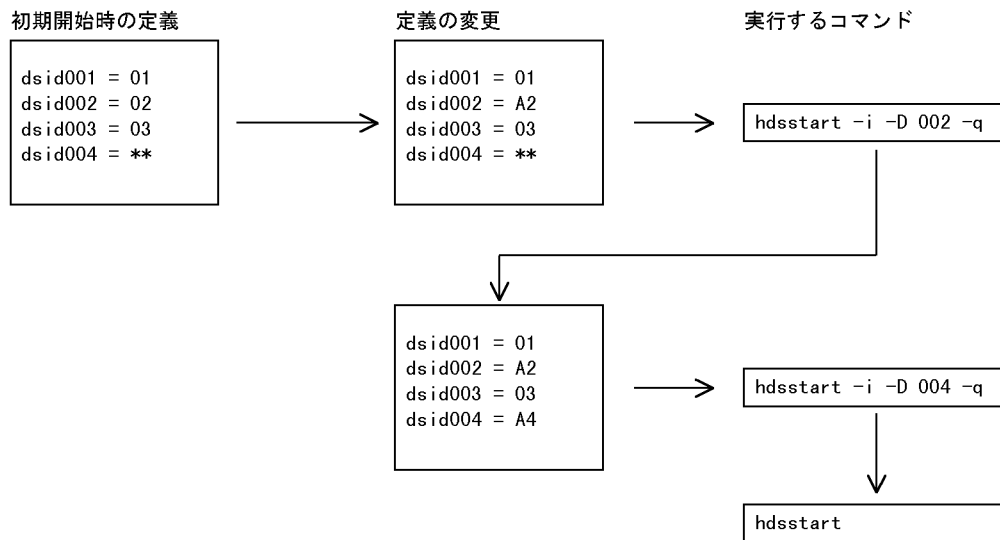 初期開始時の定義
dsid001 = 01
dsid002 = 02
dsid003 = 03
dsid004 = **
定義の変更
dsid001 = 01
dsid002 = A2
dsid003 = 03
dsid004 = **
実行するコマンド
hdsstart -i -D 002 -q
dsid001 = 01
dsid002 = A2
dsid003 = 03
dsid004 = A4
hdsstart -i -D 004 -q
hdsstart